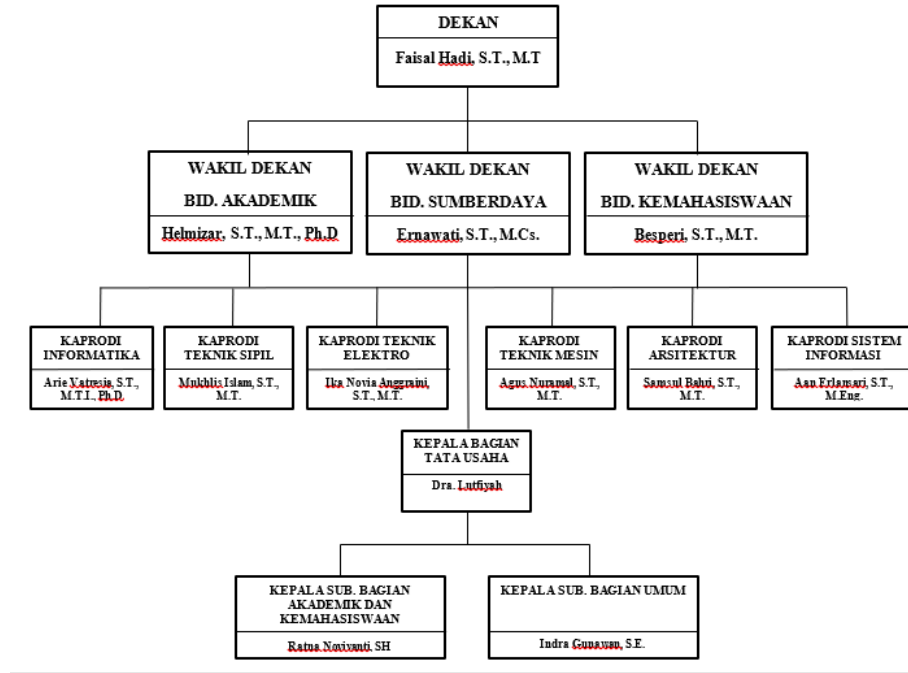 DEKAN
Faisal Hadi, S.T., M.T
WAKIL DEKAN
BID. AKADEMIK
Helmizar, S.T., M.T., Ph.D
WAKIL DEKAN
BID. SUMBERDAYA
Ernawati, S.T., M.Cs.
WAKIL DEKAN
BID. KEMAHASISWAAN
Besperi, S.T., M.T.
KAPRODI
INFORMATIKA
Arie Vatresia, S.T.,
M.T.I., Ph.D
KAPRODI
TEKNIK SIPIL
Mukhlis Islam, S.T.,
M.T.
KAPRODI TEKNIK
ELEKTRO
Ika Novia Anggraini,
S.T., M.T.
KAPRODI
TEKNIK MESIN
Agus Nuramal, S.T.,
M.T.
KAPRODI
ARSITEKTUR
Samsul Bahri, S.T.,
M.T.
KAPRODI SISTEM
INFORMASI
Aan Erlansari, S.T.,
M.Eng.
KEPALA BAGIAN
TATA USAHA
Dra. Lutfiyah
KEPALA SUB. BAGIAN
AKADEMIK DAN
KEMAHASISWAAN
Ratna Noviyanti, SH
KEPALA SUB. BAGIAN UMUM
Indra Gunawan, S.E.